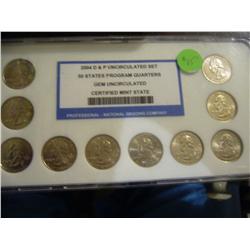 2004 D & P UNCIRCULATED SET
50 STATES PROGRAM QUARTERS
GEM UNCIRCULATED
CERTIFIED MINT STATE
PROFESSIONAL - NATIONAL GRADING COMPANY